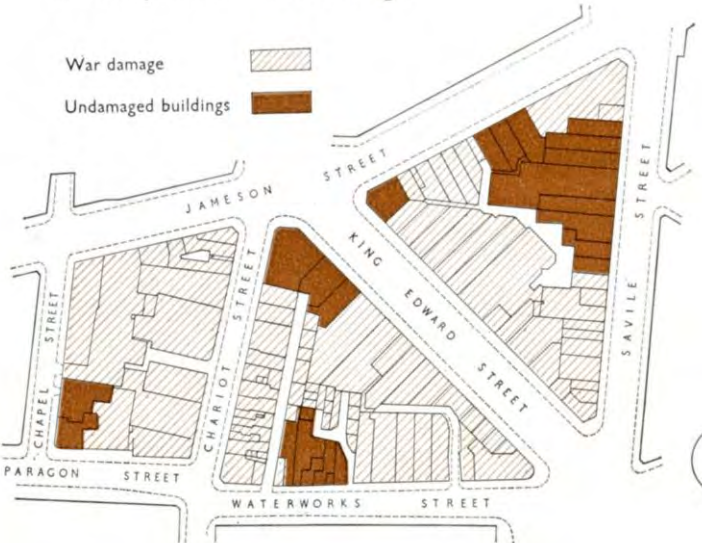 War damage
Undamaged buildings
JAMESON STREET
KING EDWARD STREET
SAVILE STREET
CHAPEL STREET
CHARIOT STREET
PARAGON STREET
WATERWORKS STREET